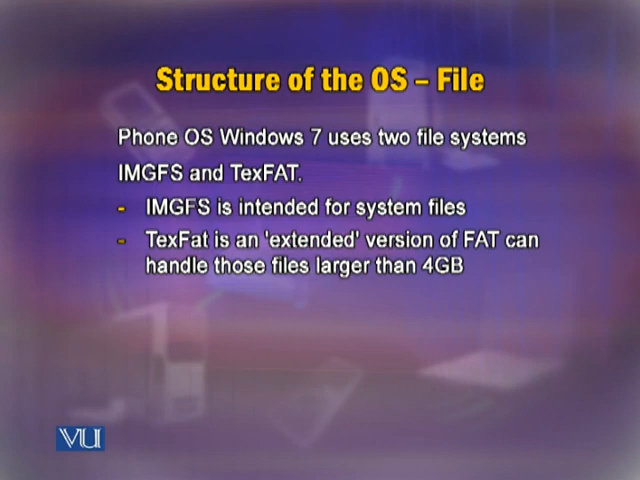 Structure of the OS – File
Phone OS Windows 7 uses two file systems
IMGFS and TexFAT.
- IMGFS is intended for system files
- TexFat is an 'extended' version of FAT can
handle those files larger than 4GB
VU